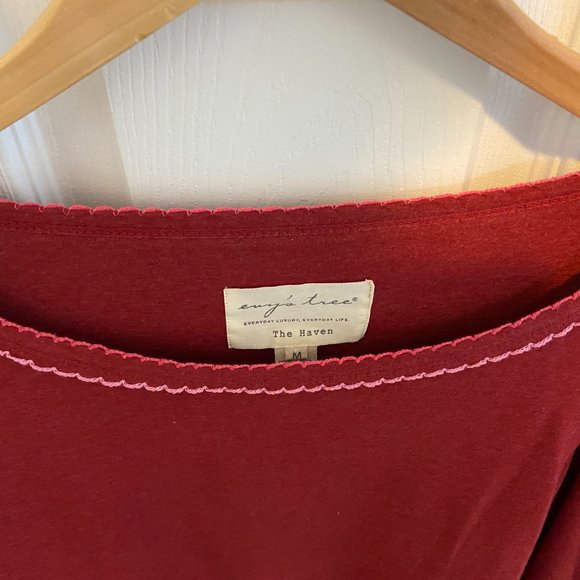 evy's tree®
EVERYDAY LUXURY, EVERYDAY LIFE.
The Haven
M